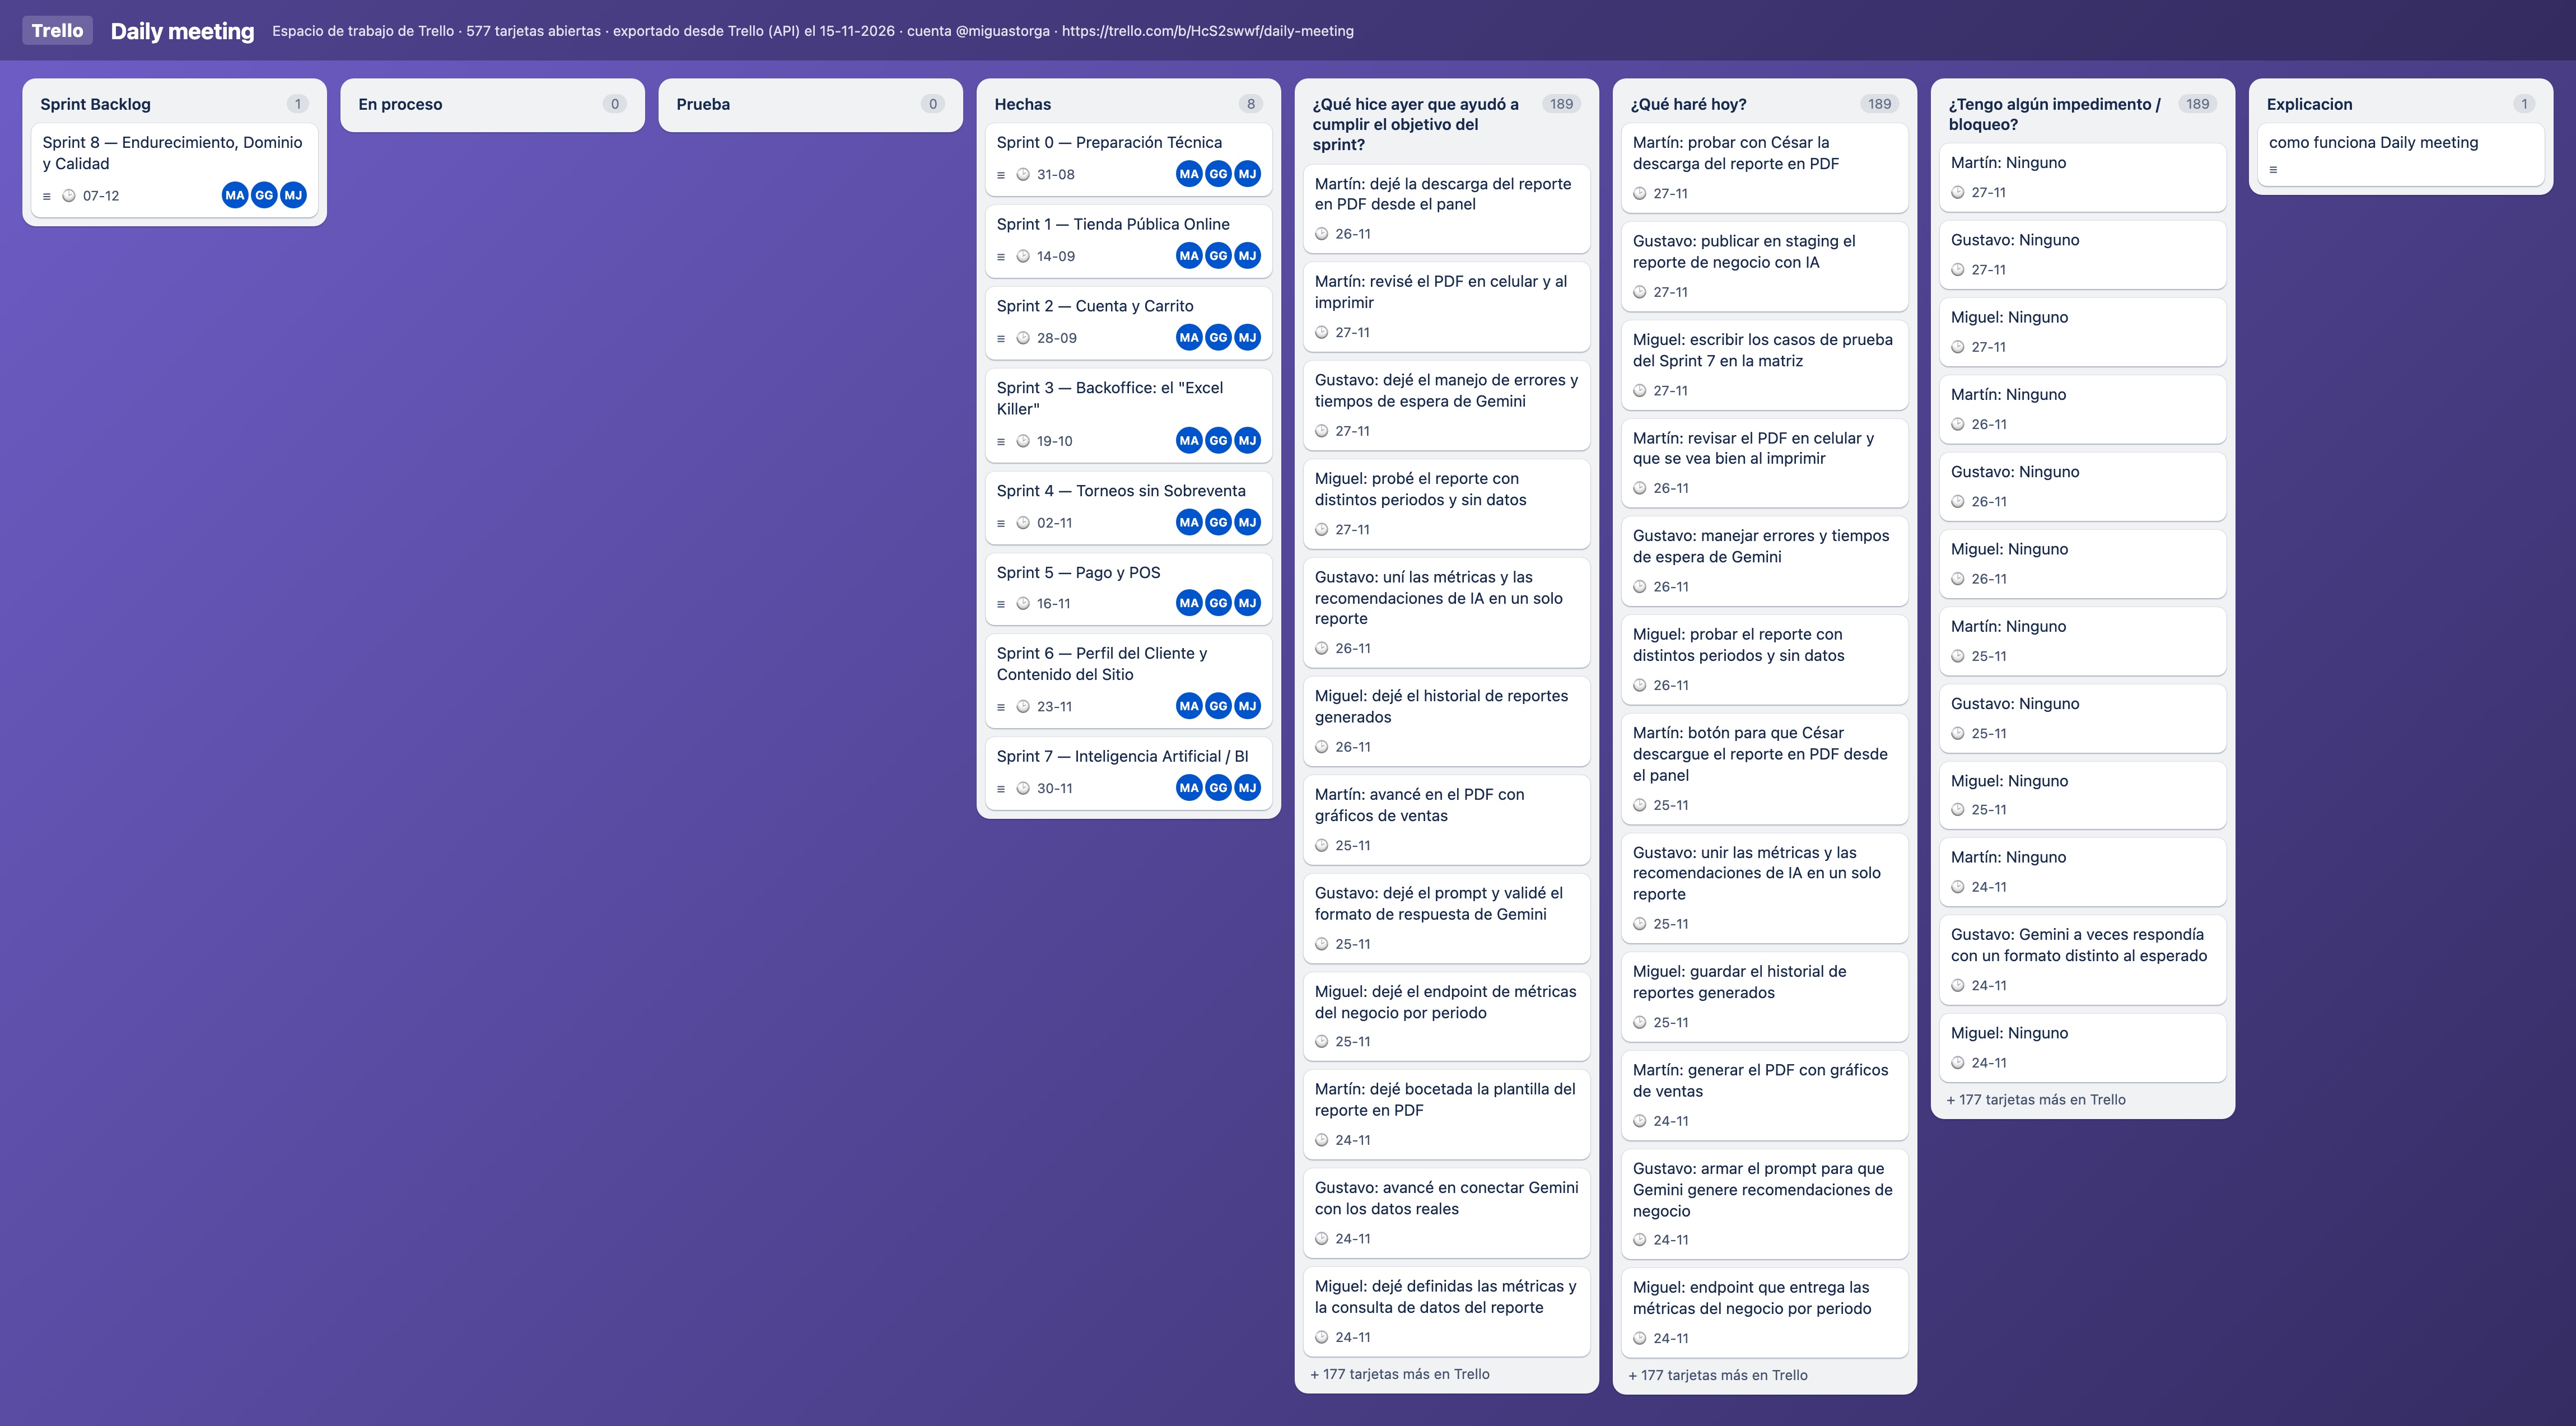 Trello Daily meeting Espacio de trabajo de Trello · 577 tarjetas abiertas · exportado desde Trello (API) el 15-11-2026 · cuenta @miguastorga · https://trello.com/b/HcS2swwf/daily-meeting
Sprint Backlog 1
Sprint 8 — Endurecimiento, Dominio
y Calidad
07-12 MA GG MJ
En proceso 0
Prueba 0
Hechas 8
Sprint 0 — Preparación Técnica
31-08 MA GG MJ
Sprint 1 — Tienda Pública Online
14-09 MA GG MJ
Sprint 2 — Cuenta y Carrito
28-09 MA GG MJ
Sprint 3 — Backoffice: el "Excel
Killer"
19-10 MA GG MJ
Sprint 4 — Torneos sin Sobreventa
02-11 MA GG MJ
Sprint 5 — Pago y POS
16-11 MA GG MJ
Sprint 6 — Perfil del Cliente y
Contenido del Sitio
23-11 MA GG MJ
Sprint 7 — Inteligencia Artificial / BI
30-11 MA GG MJ
¿Qué hice ayer que ayudó a 189
cumplir el objetivo del
sprint?
Martín: dejé la descarga del reporte
en PDF desde el panel
26-11
Martín: revisé el PDF en celular y al
imprimir
27-11
Gustavo: dejé el manejo de errores y
tiempos de espera de Gemini
27-11
Miguel: probé el reporte con
distintos periodos y sin datos
27-11
Gustavo: uní las métricas y las
recomendaciones de IA en un solo
reporte
26-11
Miguel: dejé el historial de reportes
generados
26-11
Martín: avancé en el PDF con
gráficos de ventas
25-11
Gustavo: dejé el prompt y validé el
formato de respuesta de Gemini
25-11
Miguel: dejé el endpoint de métricas
del negocio por periodo
25-11
Martín: dejé bocetada la plantilla del
reporte en PDF
24-11
Gustavo: avancé en conectar Gemini
con los datos reales
24-11
Miguel: dejé definidas las métricas y
la consulta de datos del reporte
24-11
+ 177 tarjetas más en Trello
¿Qué haré hoy? 189
Martín: probar con César la
descarga del reporte en PDF
27-11
Gustavo: publicar en staging el
reporte de negocio con IA
27-11
Miguel: escribir los casos de prueba
del Sprint 7 en la matriz
27-11
Martín: revisar el PDF en celular y
que se vea bien al imprimir
26-11
Gustavo: manejar errores y tiempos
de espera de Gemini
26-11
Miguel: probar el reporte con
distintos periodos y sin datos
26-11
Martín: botón para que César
descargue el reporte en PDF desde
el panel
25-11
Gustavo: unir las métricas y las
recomendaciones de IA en un solo
reporte
25-11
Miguel: guardar el historial de
reportes generados
25-11
Martín: generar el PDF con gráficos
de ventas
24-11
Gustavo: armar el prompt para que
Gemini genere recomendaciones de
negocio
24-11
Miguel: endpoint que entrega las
métricas del negocio por periodo
24-11
+ 177 tarjetas más en Trello
¿Tengo algún impedimento / 189
bloqueo?
Martín: Ninguno
27-11
Gustavo: Ninguno
27-11
Miguel: Ninguno
27-11
Martín: Ninguno
26-11
Gustavo: Ninguno
26-11
Miguel: Ninguno
26-11
Martín: Ninguno
25-11
Gustavo: Ninguno
25-11
Miguel: Ninguno
25-11
Martín: Ninguno
24-11
Gustavo: Gemini a veces respondía
con un formato distinto al esperado
24-11
Miguel: Ninguno
24-11
+ 177 tarjetas más en Trello
Explicacion 1
como funciona Daily meeting